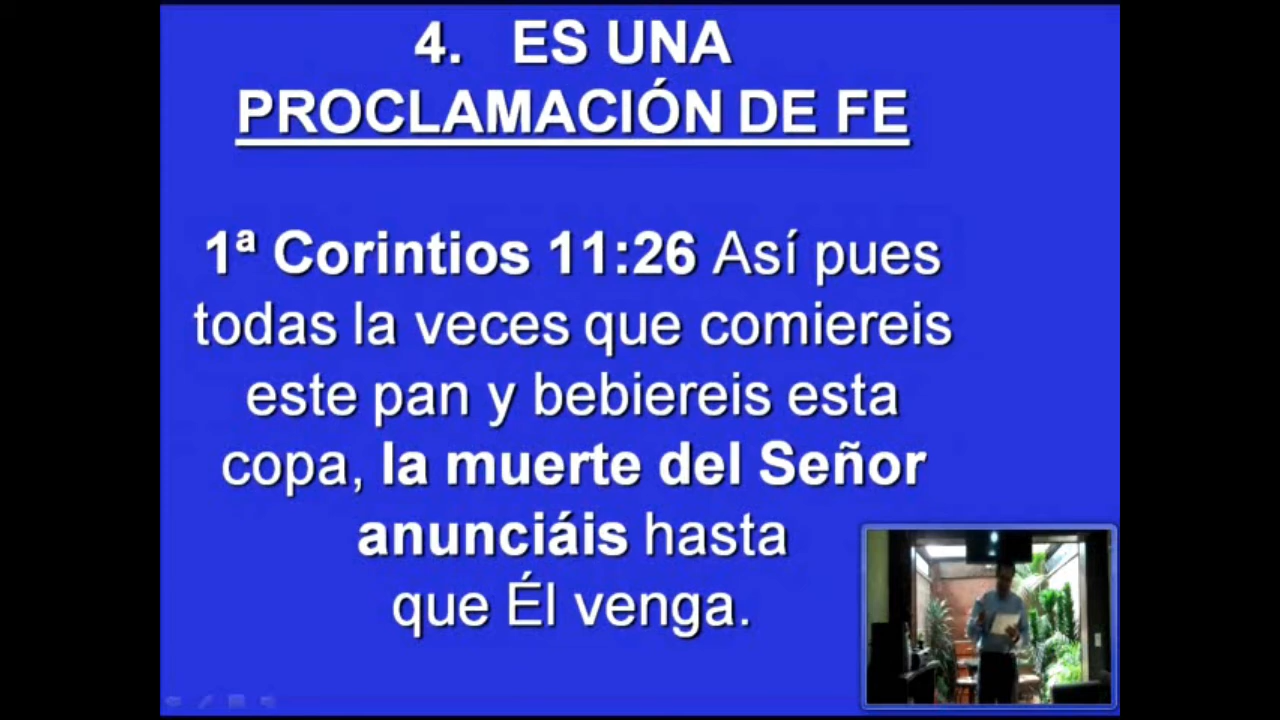 4. ES UNA
PROCLAMACIÓN DE FE
1ª Corintios 11:26 Así pues
todas la veces que comiereis
este pan y bebiereis esta
copa, la muerte del Señor
anunciáis hasta
que Él venga.